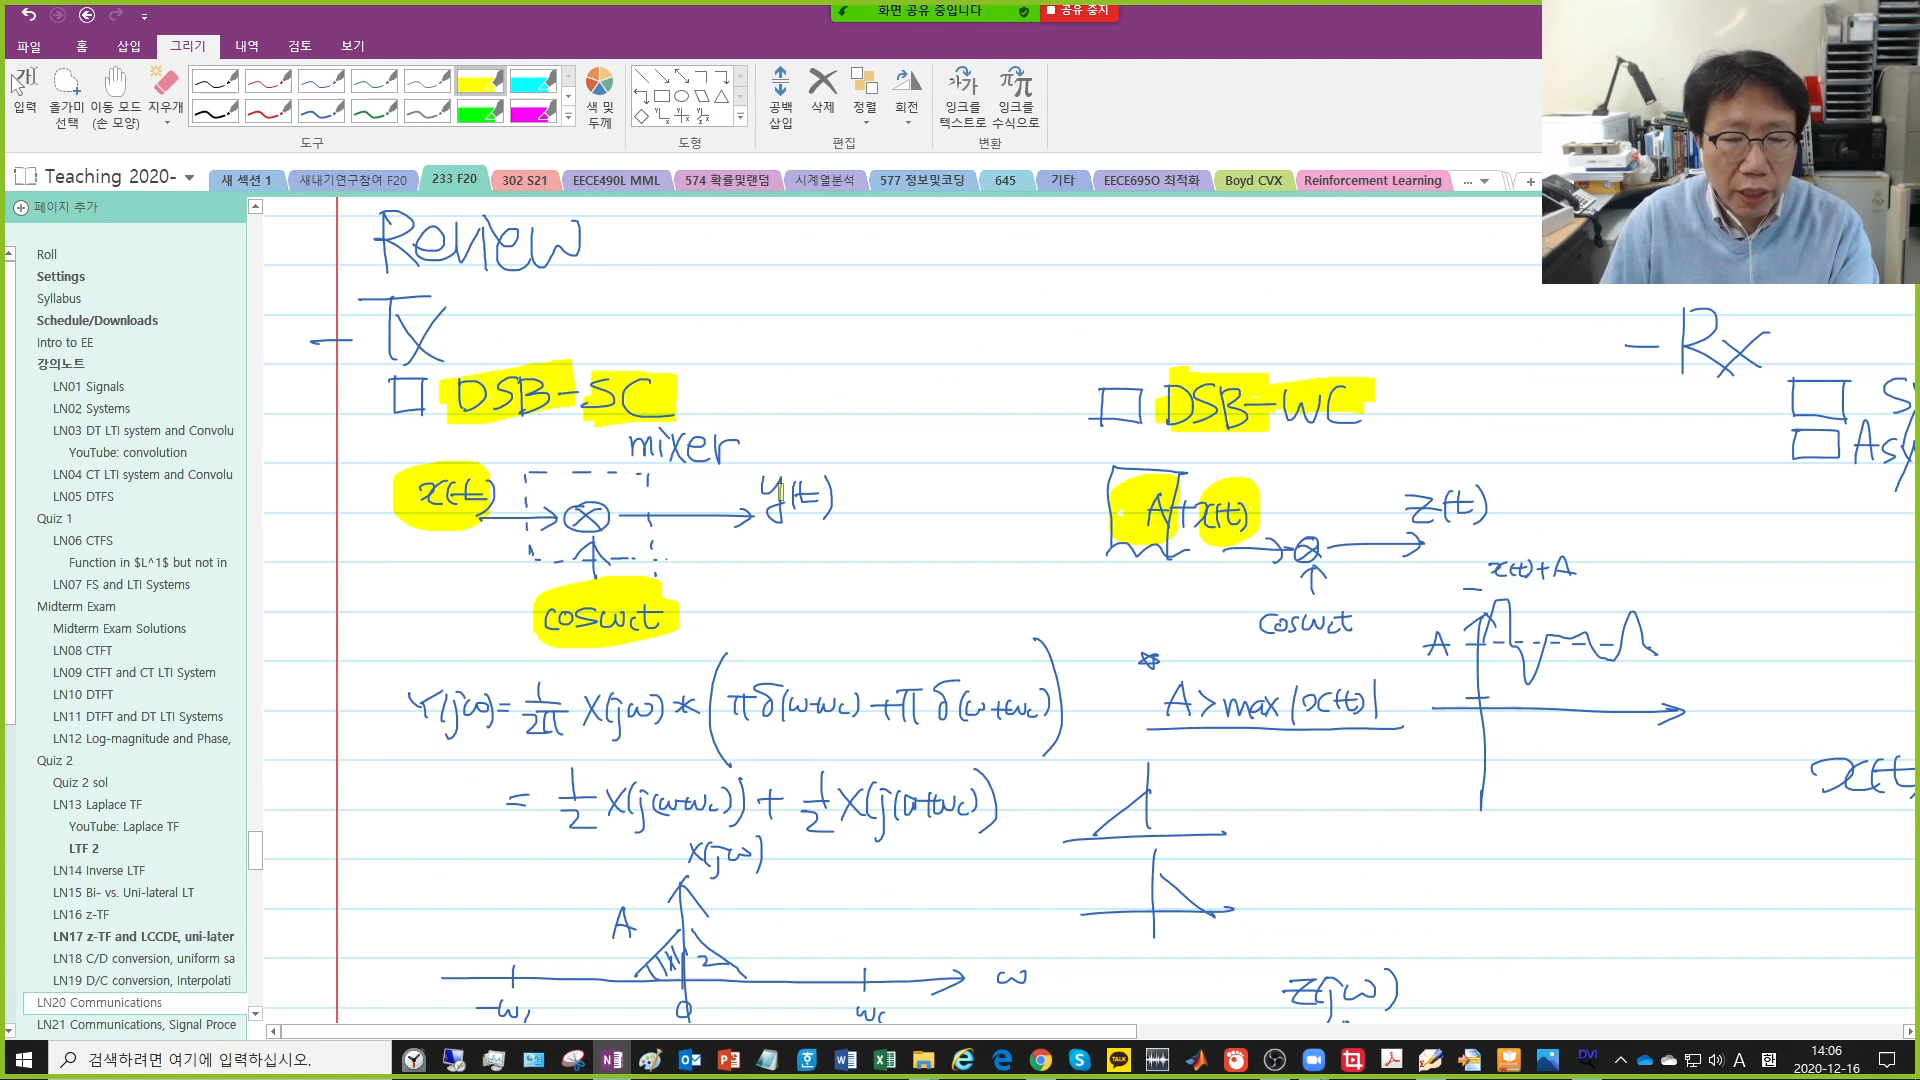 화면 공유 중입니다 공유 중지
파일 홈 삽입 그리기 내역 검토 보기
입력 올가미 선택 이동 모드 (손 모양) 지우개 색 및 두께 공백 삽입 삭제 정렬 회전 잉크를 텍스트로 잉크를 수식으로
도구 도형 편집 변환
Teaching 2020- 새 섹션 1 새내기연구참여 F20 233 F20 302 S21 EECE490L MML 574 확률및랜덤 시계열분석 577 정보및코딩 645 기타 EECE695O 최적화 Boyd CVX Reinforcement Learning ...
페이지 추가
Roll
Settings
Syllabus
Schedule/Downloads
Intro to EE
강의노트
LN01 Signals
LN02 Systems
LN03 DT LTI system and Convolu
YouTube: convolution
LN04 CT LTI system and Convolu
LN05 DTFS
Quiz 1
LN06 CTFS
Function in $L^1$ but not in
LN07 FS and LTI Systems
Midterm Exam
Midterm Exam Solutions
LN08 CTFT
LN09 CTFT and CT LTI System
LN10 DTFT
LN11 DTFT and DT LTI Systems
LN12 Log-magnitude and Phase,
Quiz 2
Quiz 2 sol
LN13 Laplace TF
YouTube: Laplace TF
LTF 2
LN14 Inverse LTF
LN15 Bi- vs. Uni-lateral LT
LN16 z-TF
LN17 z-TF and LCCDE, uni-later
LN18 C/D conversion, uniform sa
LN19 D/C conversion, Interpolati
LN20 Communications
LN21 Communications, Signal Proce
Review
- TX
□ DSB-SC
mixer
x(t) ⊗ y(t)
cosωct
Y(jω) = 1/2π X(jω) * (πδ(ω-ωc) + πδ(ω+ωc))
= 1/2 X(j(ω-ωc)) + 1/2 X(j(ω+ωc))
X(jω)
A
2
ω
0 ωc
□ DSB-WC
A+x(t) ⊗ z(t)
cosωct
x(t)+A
A
A > max |x(t)|
Z(jω)
- Rx
□ S
□ Asy
x(t)
검색하려면 여기에 입력하십시오.
TALK
DVI
A 한
14:06
2020-12-16